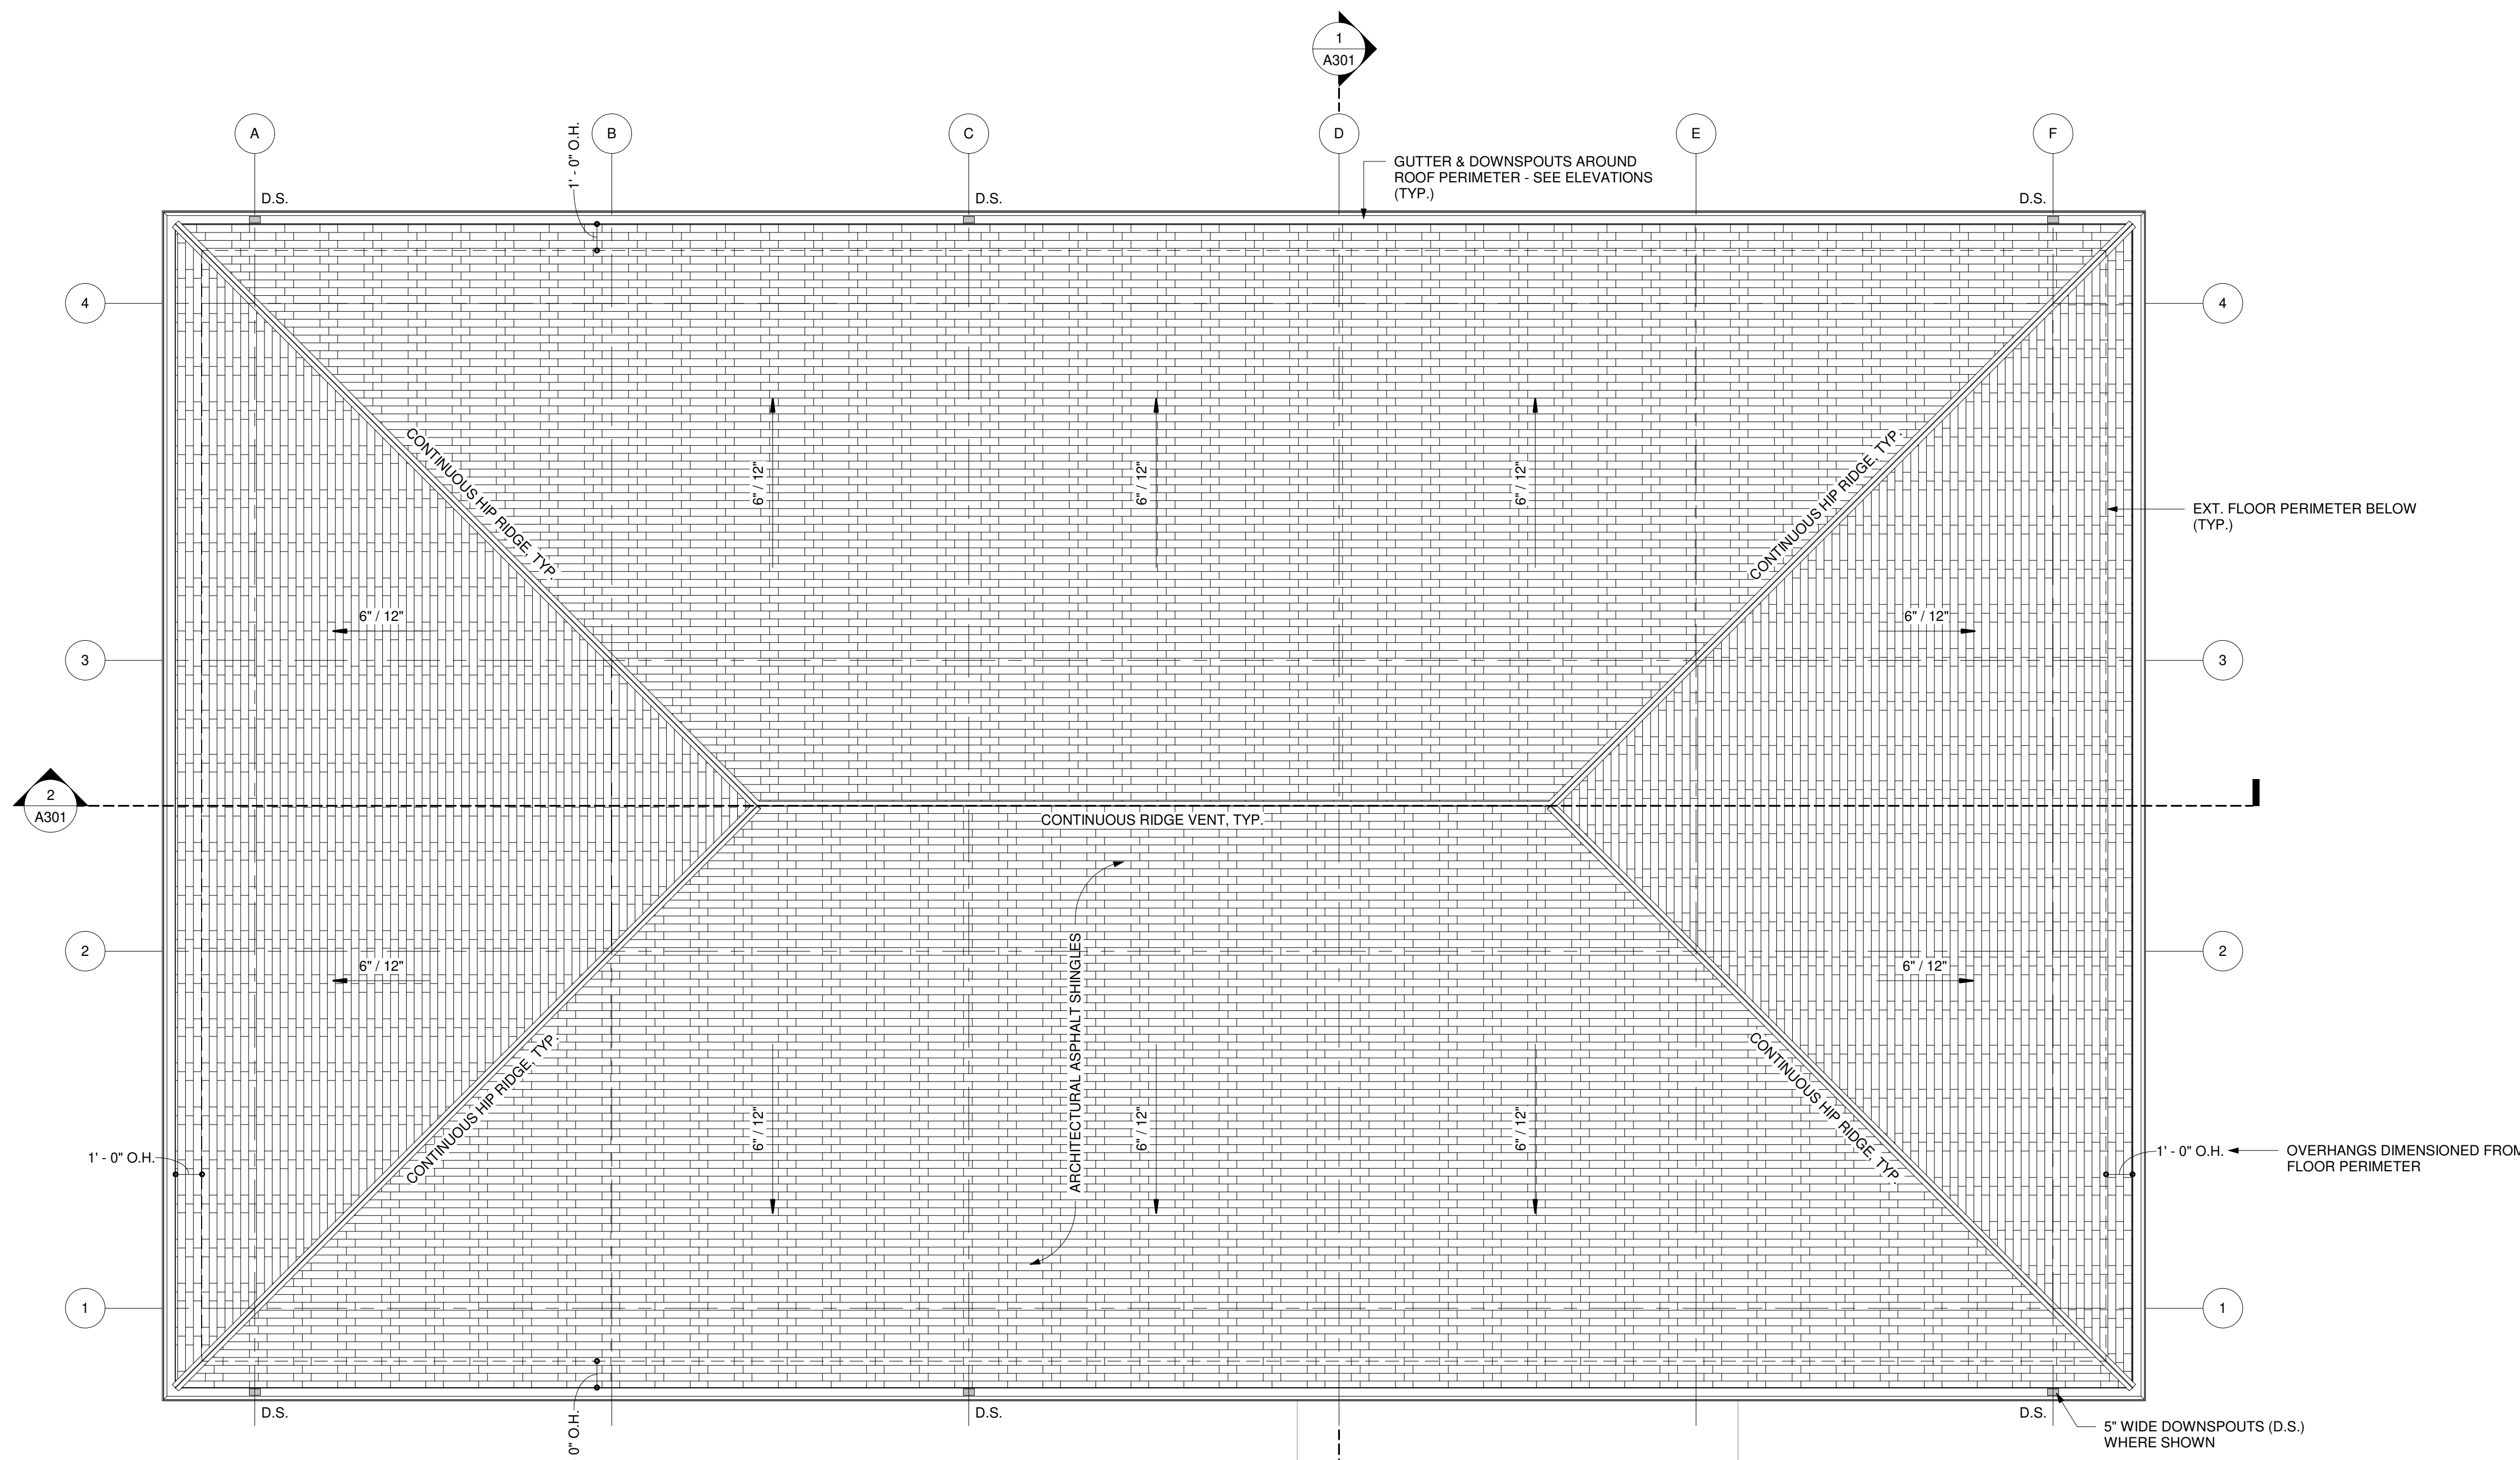 1
A301
A
B
C
D
E
F
1' - 0" O.H.
GUTTER & DOWNSPOUTS AROUND
ROOF PERIMETER - SEE ELEVATIONS
(TYP.)
D.S.
D.S.
D.S.
4
4
CONTINUOUS HIP RIDGE, TYP.
CONTINUOUS HIP RIDGE, TYP.
6" / 12"
6" / 12"
6" / 12"
EXT. FLOOR PERIMETER BELOW
(TYP.)
6" / 12"
6" / 12"
3
3
2
A301
CONTINUOUS RIDGE VENT, TYP.
ARCHITECTURAL ASPHALT SHINGLES
2
2
6" / 12"
6" / 12"
CONTINUOUS HIP RIDGE, TYP.
CONTINUOUS HIP RIDGE, TYP.
6" / 12"
6" / 12"
6" / 12"
1' - 0" O.H.
1' - 0" O.H.
OVERHANGS DIMENSIONED FROM
FLOOR PERIMETER
1
1
D.S.
D.S.
D.S.
0" O.H.
5" WIDE DOWNSPOUTS (D.S.)
WHERE SHOWN